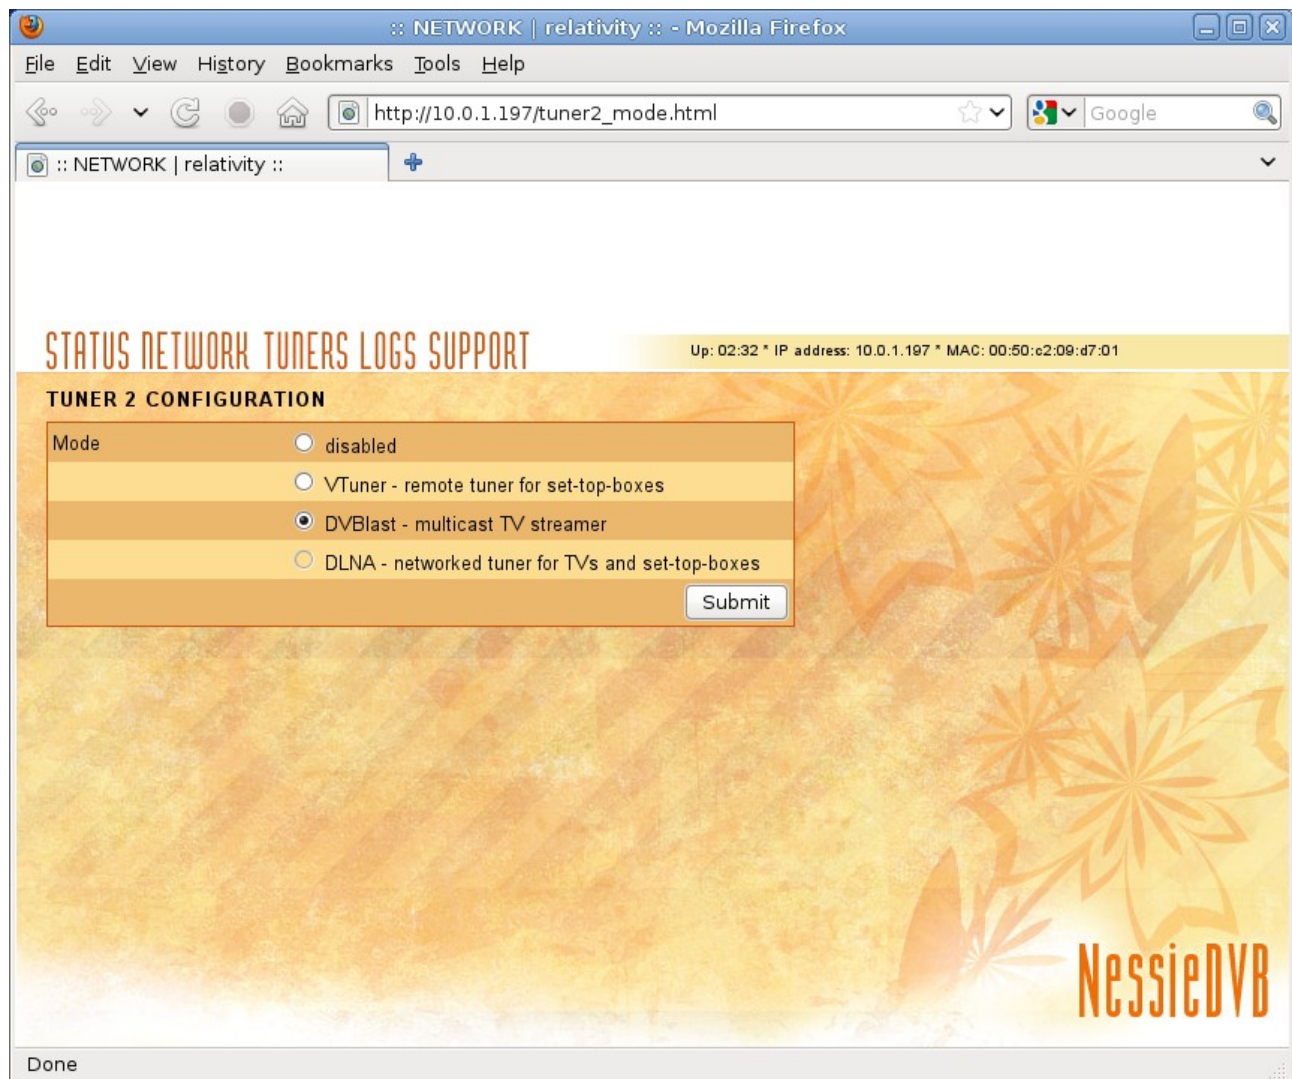 :: NETWORK | relativity :: - Mozilla Firefox
File Edit View History Bookmarks Tools Help
http://10.0.1.197/tuner2_mode.html Google
:: NETWORK | relativity ::
STATUS NETWORK TUNERS LOGS SUPPORT
Up: 02:32 * IP address: 10.0.1.197 * MAC: 00:50:c2:09:d7:01
TUNER 2 CONFIGURATION
Mode disabled
VTuner - remote tuner for set-top-boxes
DVBlast - multicast TV streamer
DLNA - networked tuner for TVs and set-top-boxes
Submit
NessieDVB
Done